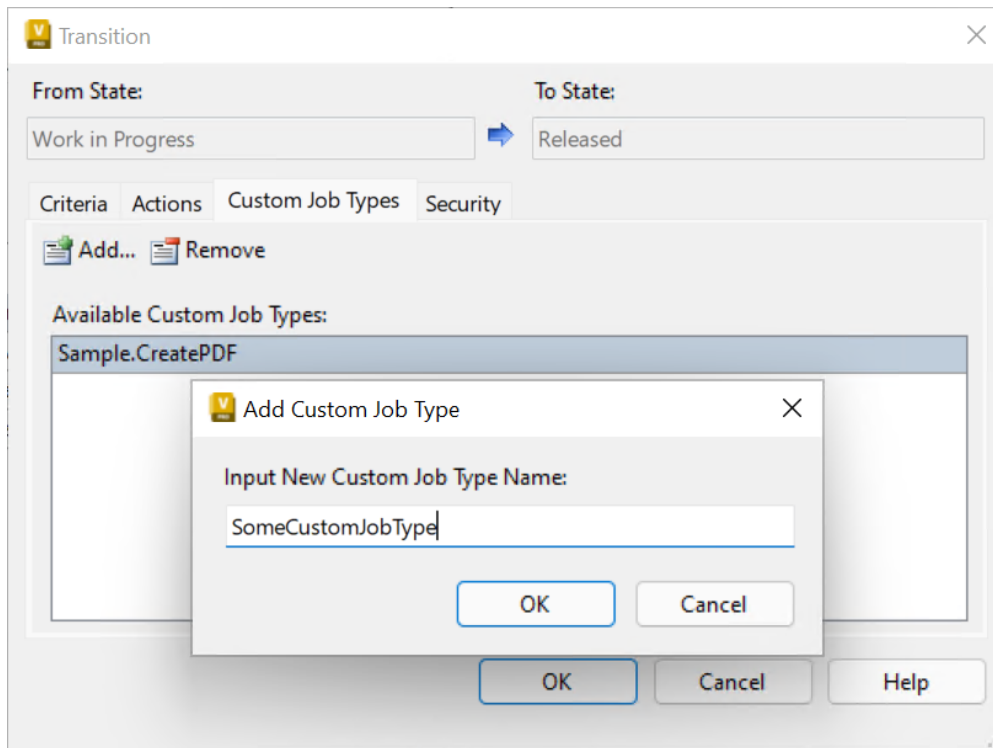 Transition
From State:
To State:
Work in Progress
Released
Criteria
Actions
Custom Job Types
Security
Add...
Remove
Available Custom Job Types:
Sample.CreatePDF
V
PRO
Add Custom Job Type
Input New Custom Job Type Name:
SomeCustomJobType
OK
Cancel
OK
Cancel
Help